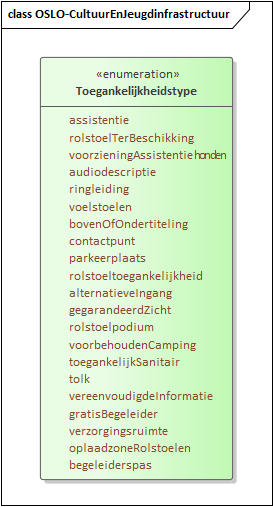 class OSLO-CultuurEnJeugdinfrastructuur
«enumeration»
Toegankelijkheidstype
assistentie
rolstoelTerBeschikking
voorzieningAssistentiehonden
audiodescriptie
ringleiding
voelstoelen
bovenOfOndertiteling
contactpunt
parkeerplaats
rolstoeltoegankelijkheid
alternatieveIngang
gegarandeerdZicht
rolstoelpodium
voorbehoudenCamping
toegankelijkSanitair
tolk
vereenvoudigdeInformatie
gratisBegeleider
verzorgingsruimte
oplaadzoneRolstoelen
begeleiderspas